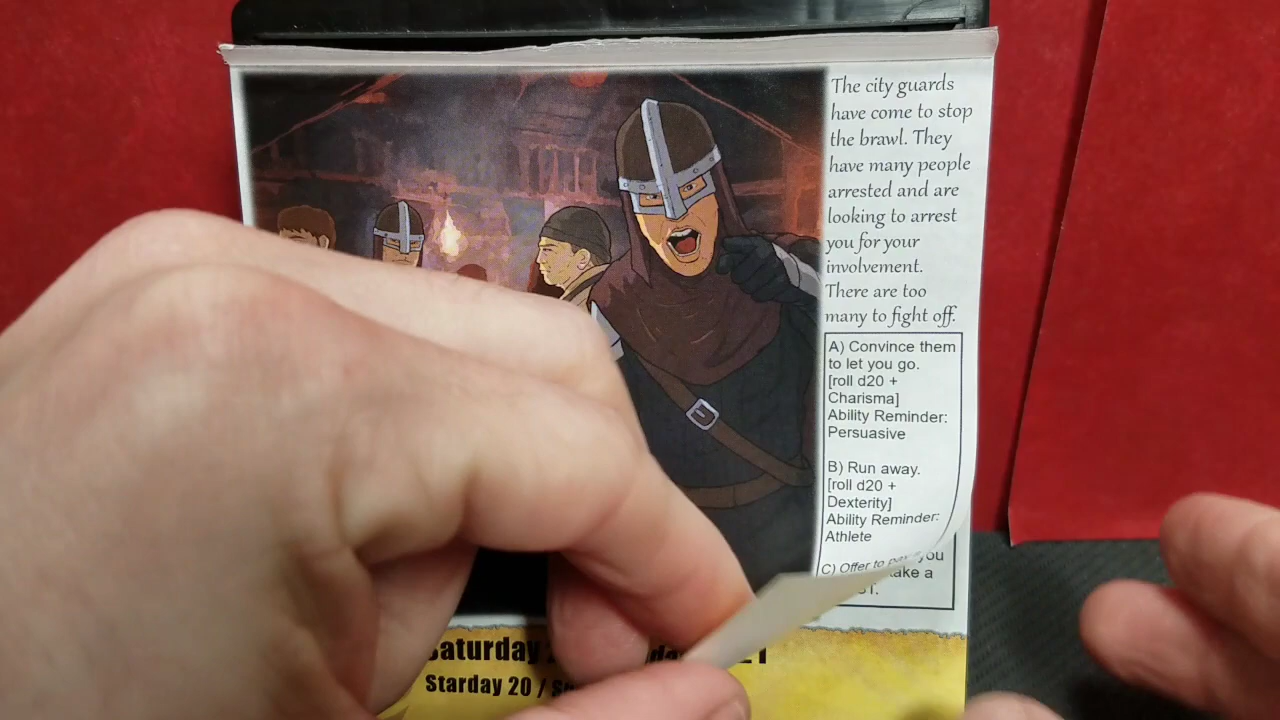 The city guards
have come to stop
the brawl. They
have many people
arrested and are
looking to arrest
you for your
involvement.
There are too
many to fight off.
A) Convince them
to let you go.
[roll d20 +
Charisma]
Ability Reminder:
Persuasive
B) Run away.
[roll d20 +
Dexterity]
Ability Reminder:
Athlete
C) Offer to you
take a
Saturday
Starday 20 /